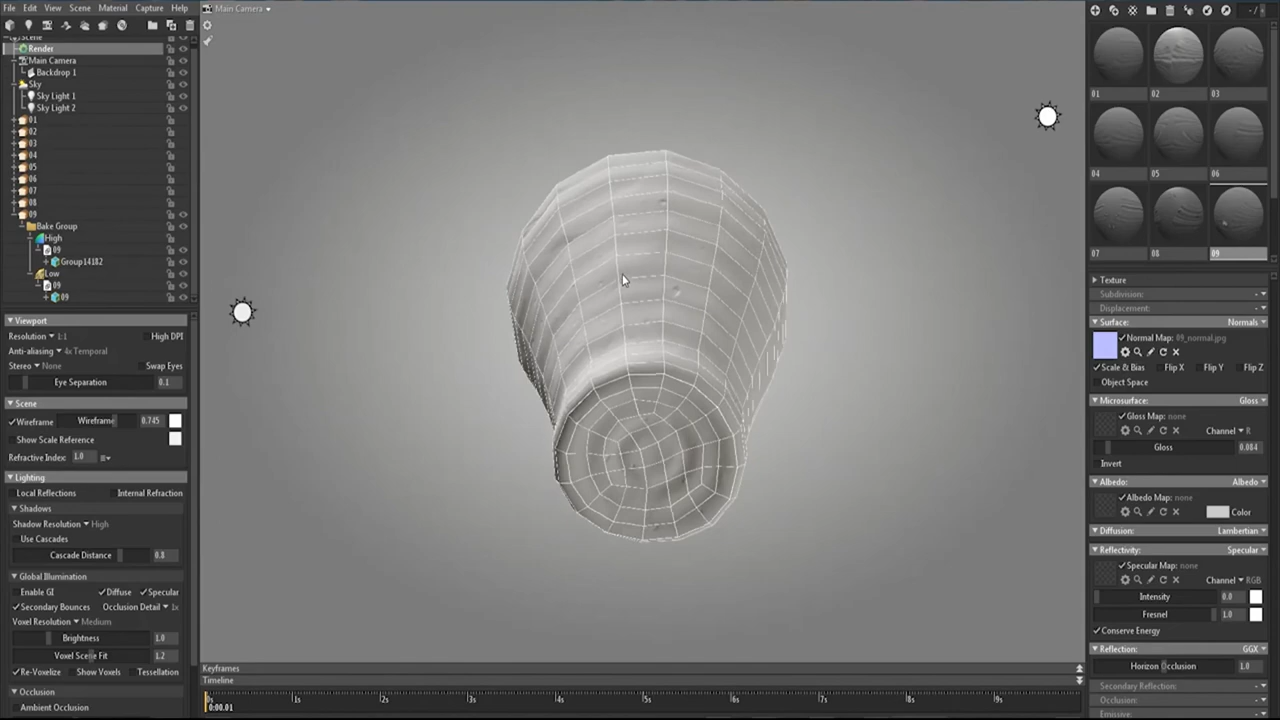 File Edit View Scene Material Capture Help
Main Camera
Scene
Render
Main Camera
Backdrop 1
Sky
Sky Light 1
Sky Light 2
01
02
03
04
05
06
07
08
09
Bake Group
High
09
Group14182
Low
09
09
Viewport
Resolution 1:1 High DPI
Anti-aliasing 4x Temporal
Stereo None Swap Eyes
Eye Separation 0.1
Scene
Wireframe Wirefram 0.745
Show Scale Reference
Refractive Index: 1.0
Lighting
Local Reflections Internal Refraction
Shadows
Shadow Resolution High
Use Cascades
Cascade Distance 0.8
Global Illumination
Enable GI Diffuse Specular
Secondary Bounces Occlusion Detail 1x
Voxel Resolution Medium
Brightness 1.0
Voxel Scene Fit 1.2
Re-Voxelize Show Voxels Tessellation
Occlusion
Ambient Occlusion
Keyframes
Timeline
0s 1s 2s 3s 4s 5s 6s 7s 8s 9s
0:00.01
01 02 03
04 05 06
07 08 09
Texture
Subdivision:
Displacement:
Surface: Normals
Normal Map: 09_normal.jpg
Scale & Bias Flip X Flip Y Flip Z
Object Space
Microsurface: Gloss
Gloss Map: none
Channel R
Gloss 0.084
Invert
Albedo: Albedo
Albedo Map: none
Color
Diffusion: Lambertian
Reflectivity: Specular
Specular Map: none
Channel RGB
Intensity 0.0
Fresnel 1.0
Conserve Energy
Reflection: GGX
Horizon Occlusion 1.0
Secondary Reflection:
Occlusion:
Emissive: